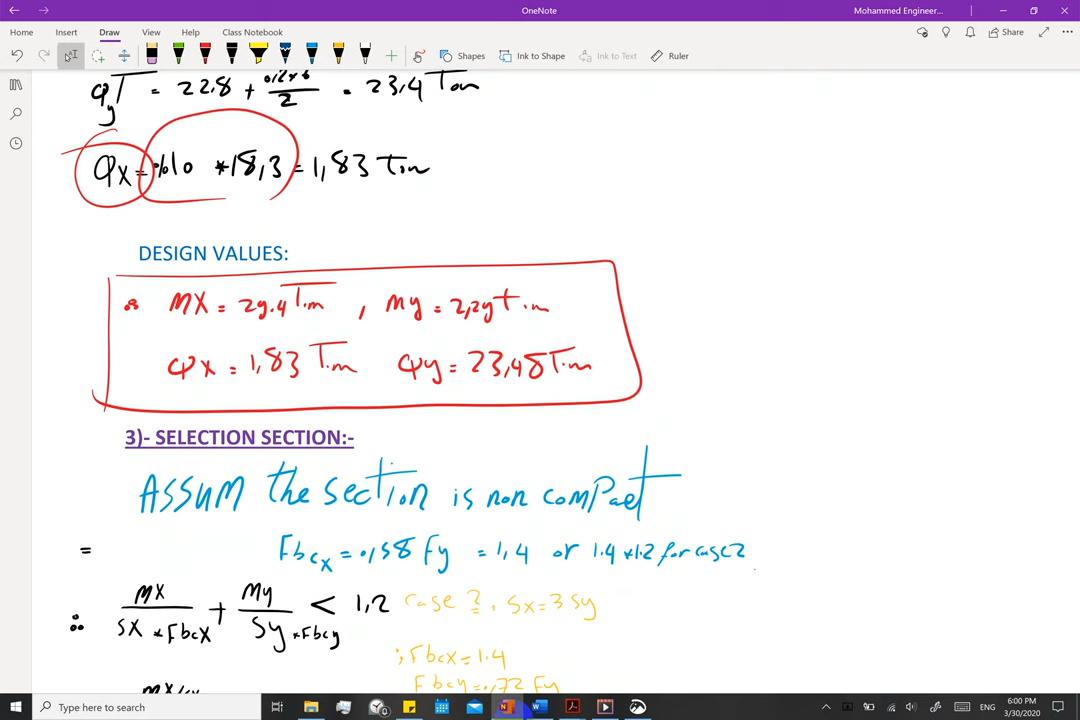 OneNote
Mohammed Engineer...
Home Insert Draw View Help Class Notebook
Shapes Ink to Shape Ink to Text Ruler Share
QyT = 22.8 + 0,2*6/2 = 23,4 Ton
Qx = %10 *18,3 = 1,83 Ton
DESIGN VALUES:
Mx = 29.4 T.m , My = 2,29 t.m
Qx = 1,83 T.m Qy = 23,48 T.m
3)- SELECTION SECTION:-
ASSUM the section is non compact
=
Fbcx = 0,58 Fy = 1,4 or 1.4 *1.2 for case 2
∴ Mx/Sx *Fbcx + My/Sy *Fbcy < 1,2 case 2, Sx=3 Sy
; Fbcx = 1.4
Fbcy = 0,72 Fy
Type here to search
ENG
6:00 PM
3/30/2020